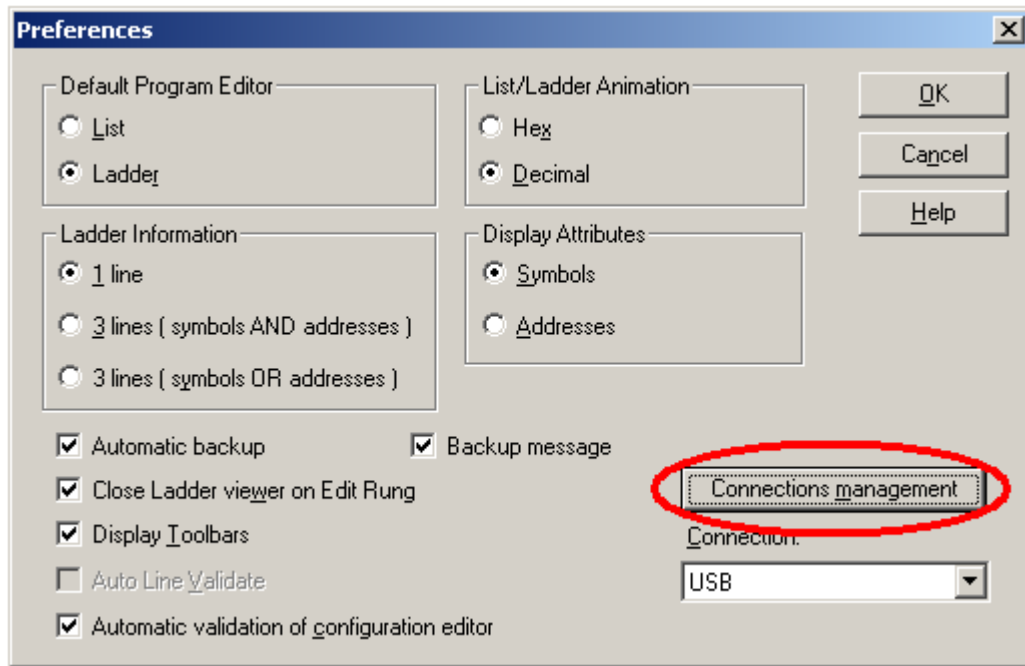 Preferences
Default Program Editor
List
Ladder
List/Ladder Animation
Hex
Decimal
OK
Cancel
Help
Ladder Information
1 line
3 lines ( symbols AND addresses )
3 lines ( symbols OR addresses )
Display Attributes
Symbols
Addresses
Automatic backup
Backup message
Close Ladder viewer on Edit Rung
Display Toolbars
Auto Line Validate
Automatic validation of configuration editor
Connections management
Connection:
USB